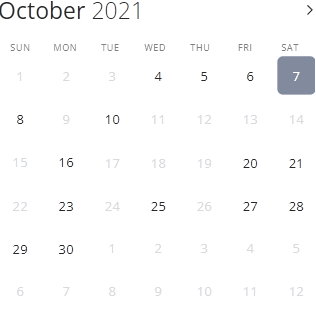 October 2021
SUN MON TUE WED THU FRI SAT
1 2 3 4 5 6 7
8 9 10 11 12 13 14
15 16 17 18 19 20 21
22 23 24 25 26 27 28
29 30 1 2 3 4 5
6 7 8 9 10 11 12